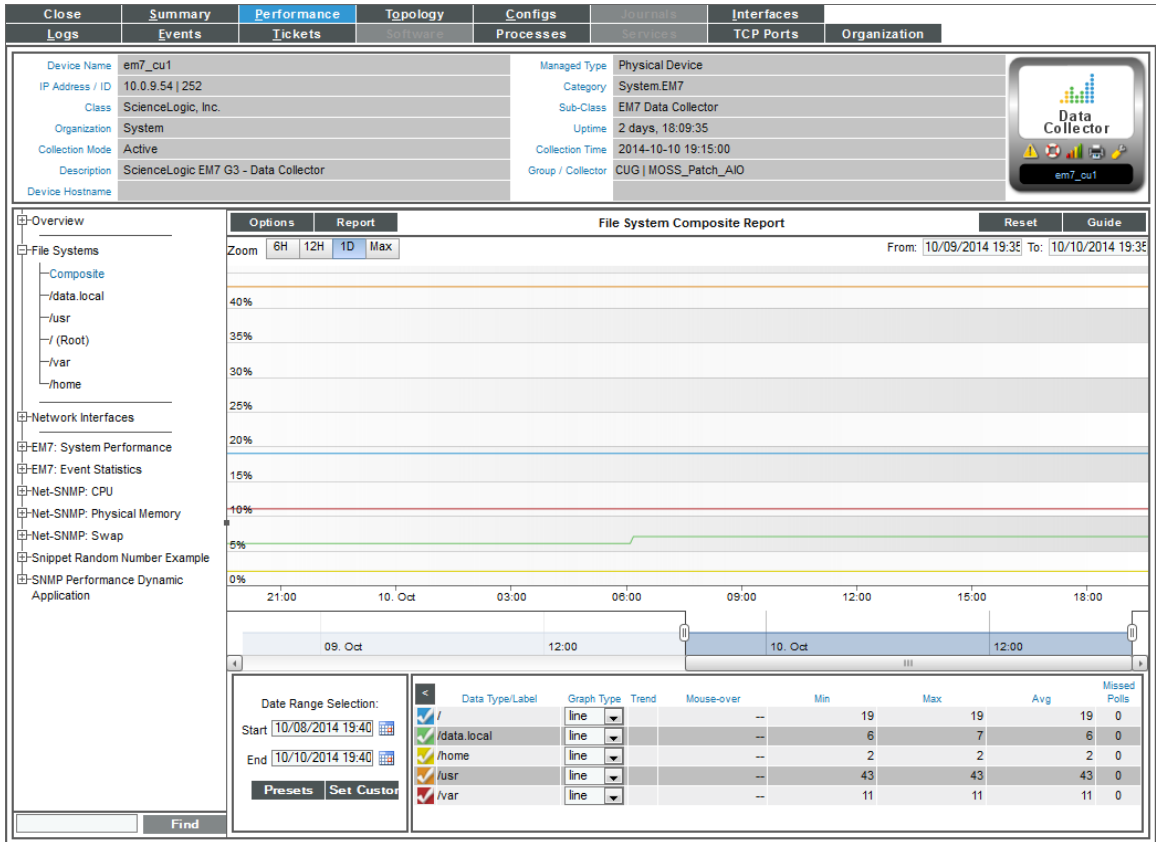 Close Summary Performance Topology Configs Journals Interfaces
Logs Events Tickets Software Processes Services TCP Ports Organization
Device Name em7_cu1 Managed Type Physical Device
IP Address / ID 10.0.9.54 | 252 Category System.EM7
Class ScienceLogic, Inc. Sub-Class EM7 Data Collector
Organization System Uptime 2 days, 18:09:35
Collection Mode Active Collection Time 2014-10-10 19:15:00
Description ScienceLogic EM7 G3 - Data Collector Group / Collector CUG | MOSS_Patch_AIO
Device Hostname
Data
Collector
em7_cu1
Overview
File Systems
Composite
/data.local
/usr
/ (Root)
/var
/home
Network Interfaces
EM7: System Performance
EM7: Event Statistics
Net-SNMP: CPU
Net-SNMP: Physical Memory
Net-SNMP: Swap
Snippet Random Number Example
SNMP Performance Dynamic
Application
Find
Options Report File System Composite Report Reset Guide
Zoom 6H 12H 1D Max From: 10/09/2014 19:35 To: 10/10/2014 19:35
40%
35%
30%
25%
20%
15%
10%
5%
0%
21:00 10. Oct 03:00 06:00 09:00 12:00 15:00 18:00
09. Oct 12:00 10. Oct 12:00
Date Range Selection:
Start 10/08/2014 19:40
End 10/10/2014 19:40
Presets Set Custor
< Data Type/Label Graph Type Trend Mouse-over Min Max Avg Missed
Polls
/ line -- 19 19 19 0
/data.local line -- 6 7 6 0
/home line -- 2 2 2 0
/usr line -- 43 43 43 0
/var line -- 11 11 11 0